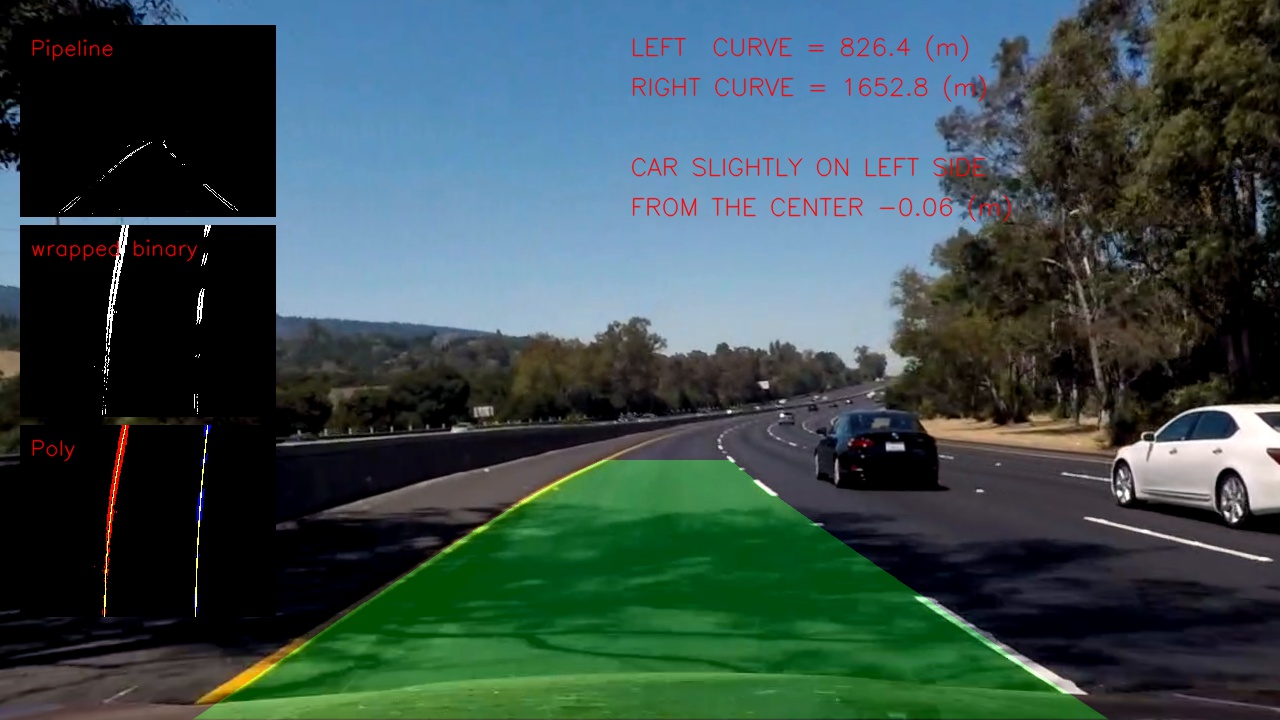 Pipeline
LEFT CURVE = 826.4 (m)
RIGHT CURVE = 1652.8 (m)
CAR SLIGHTLY ON LEFT SIDE
FROM THE CENTER -0.06 (m)
wrapped binary
Poly